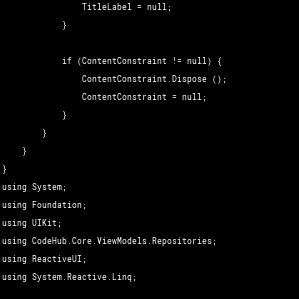 TitleLabel = null;
}
if (ContentConstraint != null) {
ContentConstraint.Dispose ();
ContentConstraint = null;
}
}
}
}
using System;
using Foundation;
using UIKit;
using CodeHub.Core.ViewModels.Repositories;
using ReactiveUI;
using System.Reactive.Linq;